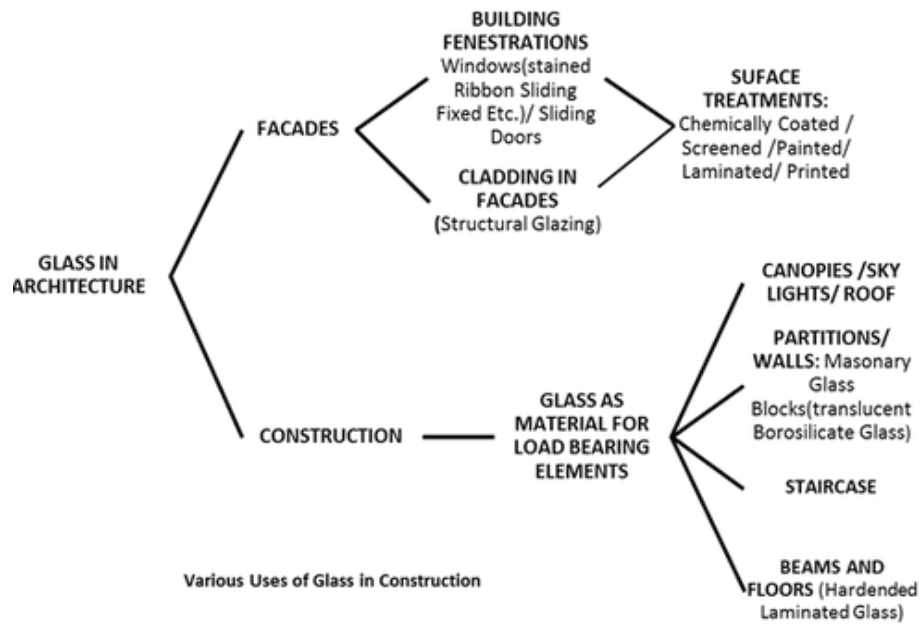 BUILDING
FENESTRATIONS
Windows(stained
Ribbon Sliding
Fixed Etc.)/ Sliding
Doors
SUFACE
TREATMENTS:
Chemically Coated /
Screened /Painted/
Laminated/ Printed
FACADES
CLADDING IN
FACADES
(Structural Glazing)
GLASS IN
ARCHITECTURE
CANOPIES /SKY
LIGHTS/ ROOF
PARTITIONS/
WALLS: Masonary
Glass
Blocks(translucent
Borosilicate Glass)
CONSTRUCTION
GLASS AS
MATERIAL FOR
LOAD BEARING
ELEMENTS
STAIRCASE
BEAMS AND
FLOORS (Hardended
Laminated Glass)
Various Uses of Glass in Construction